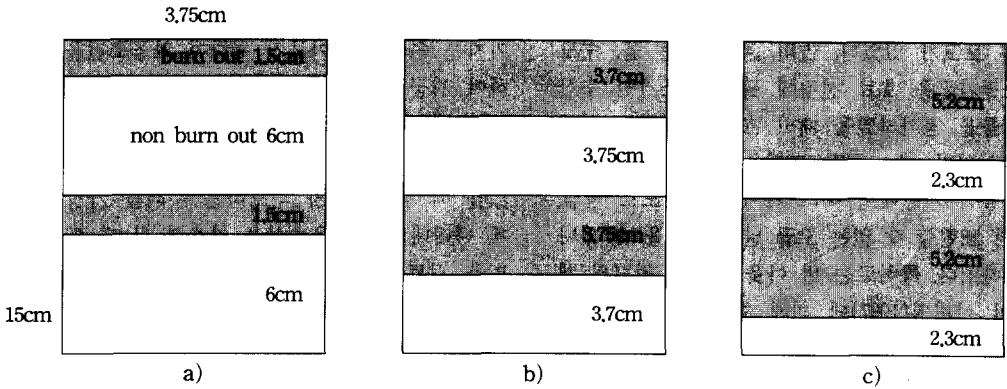 3.75cm
burn out 1.5cm
non burn out 6cm
1.5cm
6cm
15cm
a)
3.7cm
3.75cm
3.75cm
3.7cm
b)
5.2cm
2.3cm
5.2cm
2.3cm
c)